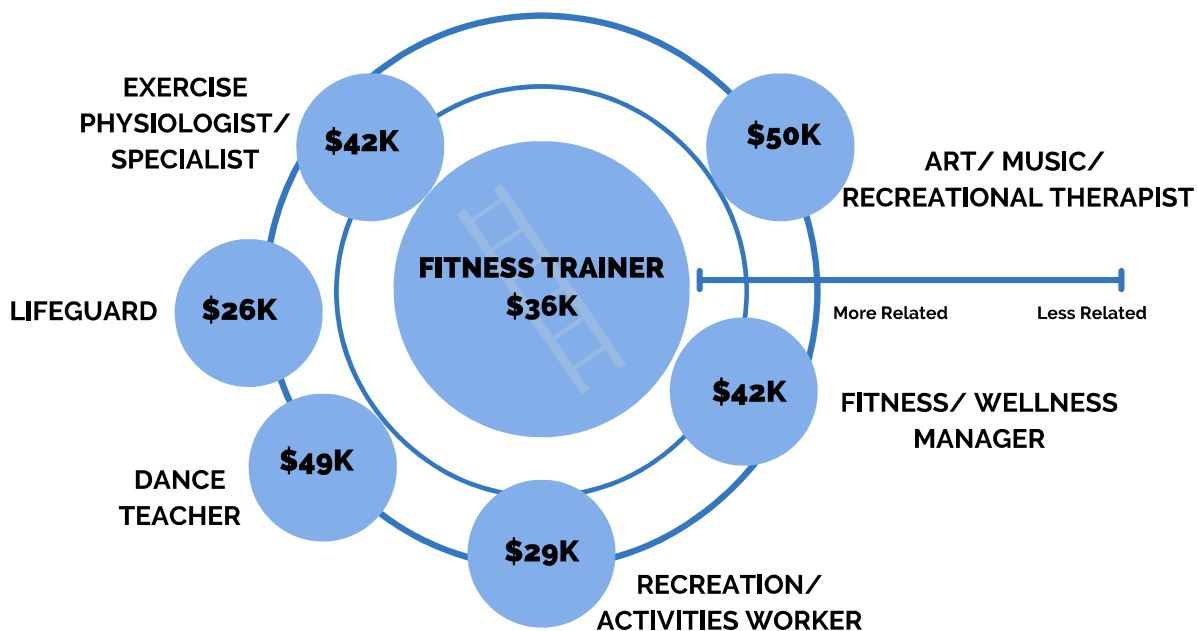 EXERCISE
PHYSIOLOGIST/
SPECIALIST
$42K
$50K
ART/ MUSIC/
RECREATIONAL THERAPIST
FITNESS TRAINER
$36K
LIFEGUARD
$26K
More Related
Less Related
$42K
FITNESS/ WELLNESS
MANAGER
DANCE
TEACHER
$49K
$29K
RECREATION/
ACTIVITIES WORKER